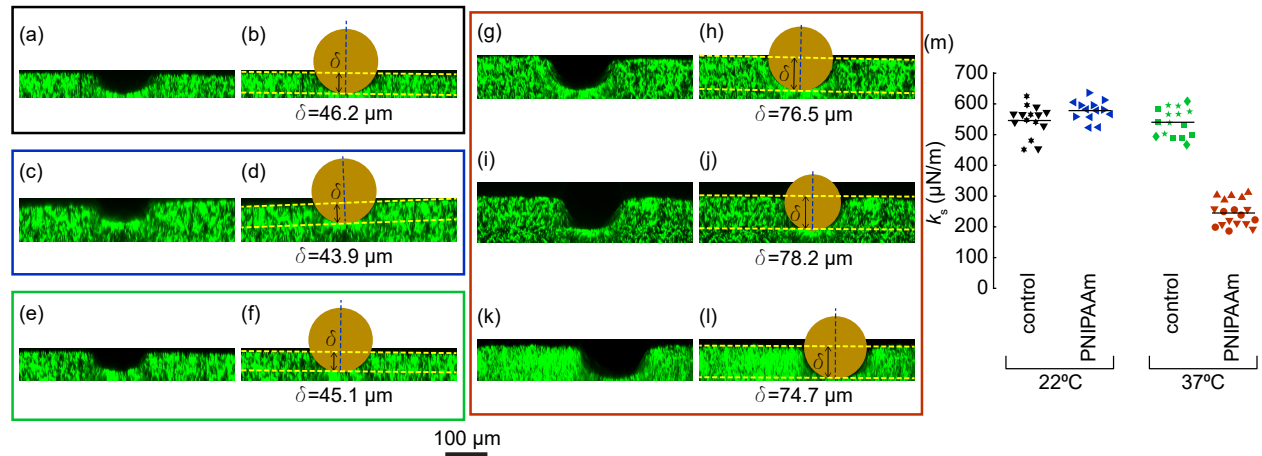 (a)
(b)
δ
δ=46.2 µm
(c)
(d)
δ
δ=43.9 µm
(e)
(f)
δ
δ=45.1 µm
100 µm
(g)
(h)
δ
δ=76.5 µm
(i)
(j)
δ
δ=78.2 µm
(k)
(l)
δ
δ=74.7 µm
(m)
700
600
500
400
300
200
100
0
kₛ (µN/m)
control
PNIPAAm
control
PNIPAAm
22ºC
37ºC